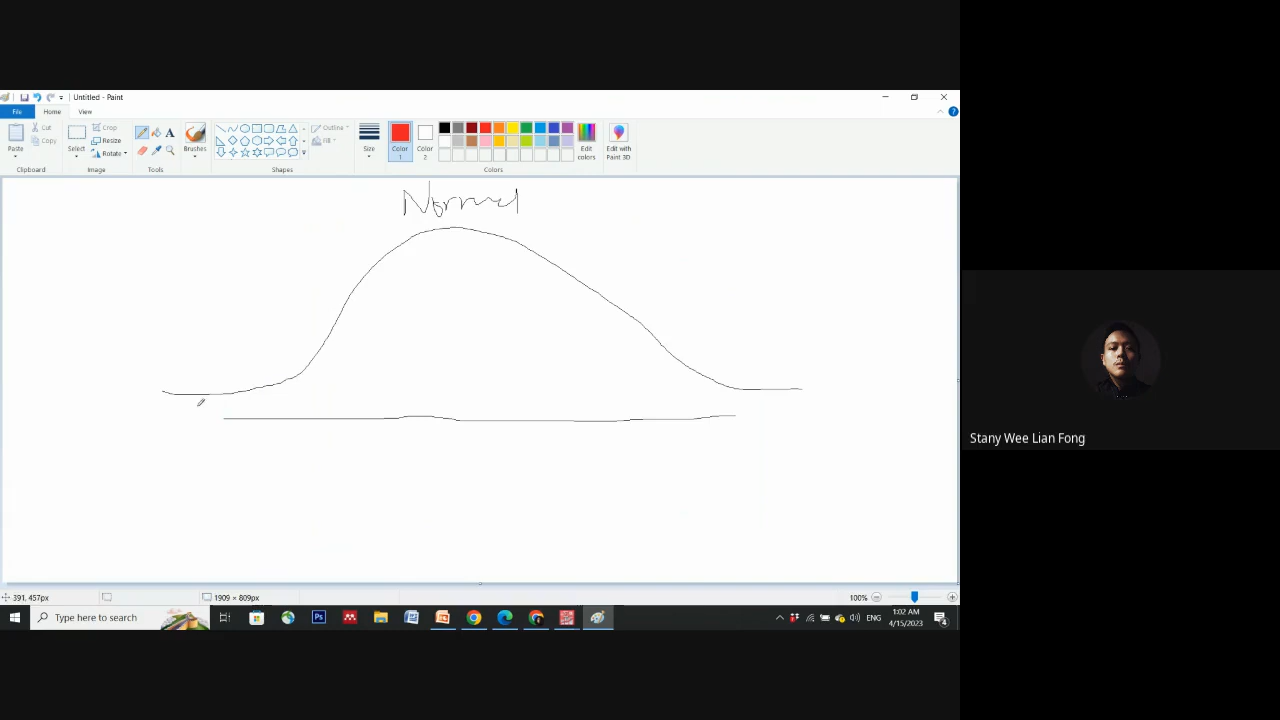 Untitled - Paint
File Home View
Cut
Copy
Paste
Clipboard
Crop
Resize
Rotate
Select
Image
A
Tools
Brushes
Shapes
Outline
Fill
Size
Color 1
Color 2
Edit colors
Colors
Edit with Paint 3D
Normal
Stany Wee Lian Fong
391, 457px
1909 × 809px
100%
Type here to search
Ps
ENG
1:02 AM
4/15/2023
4